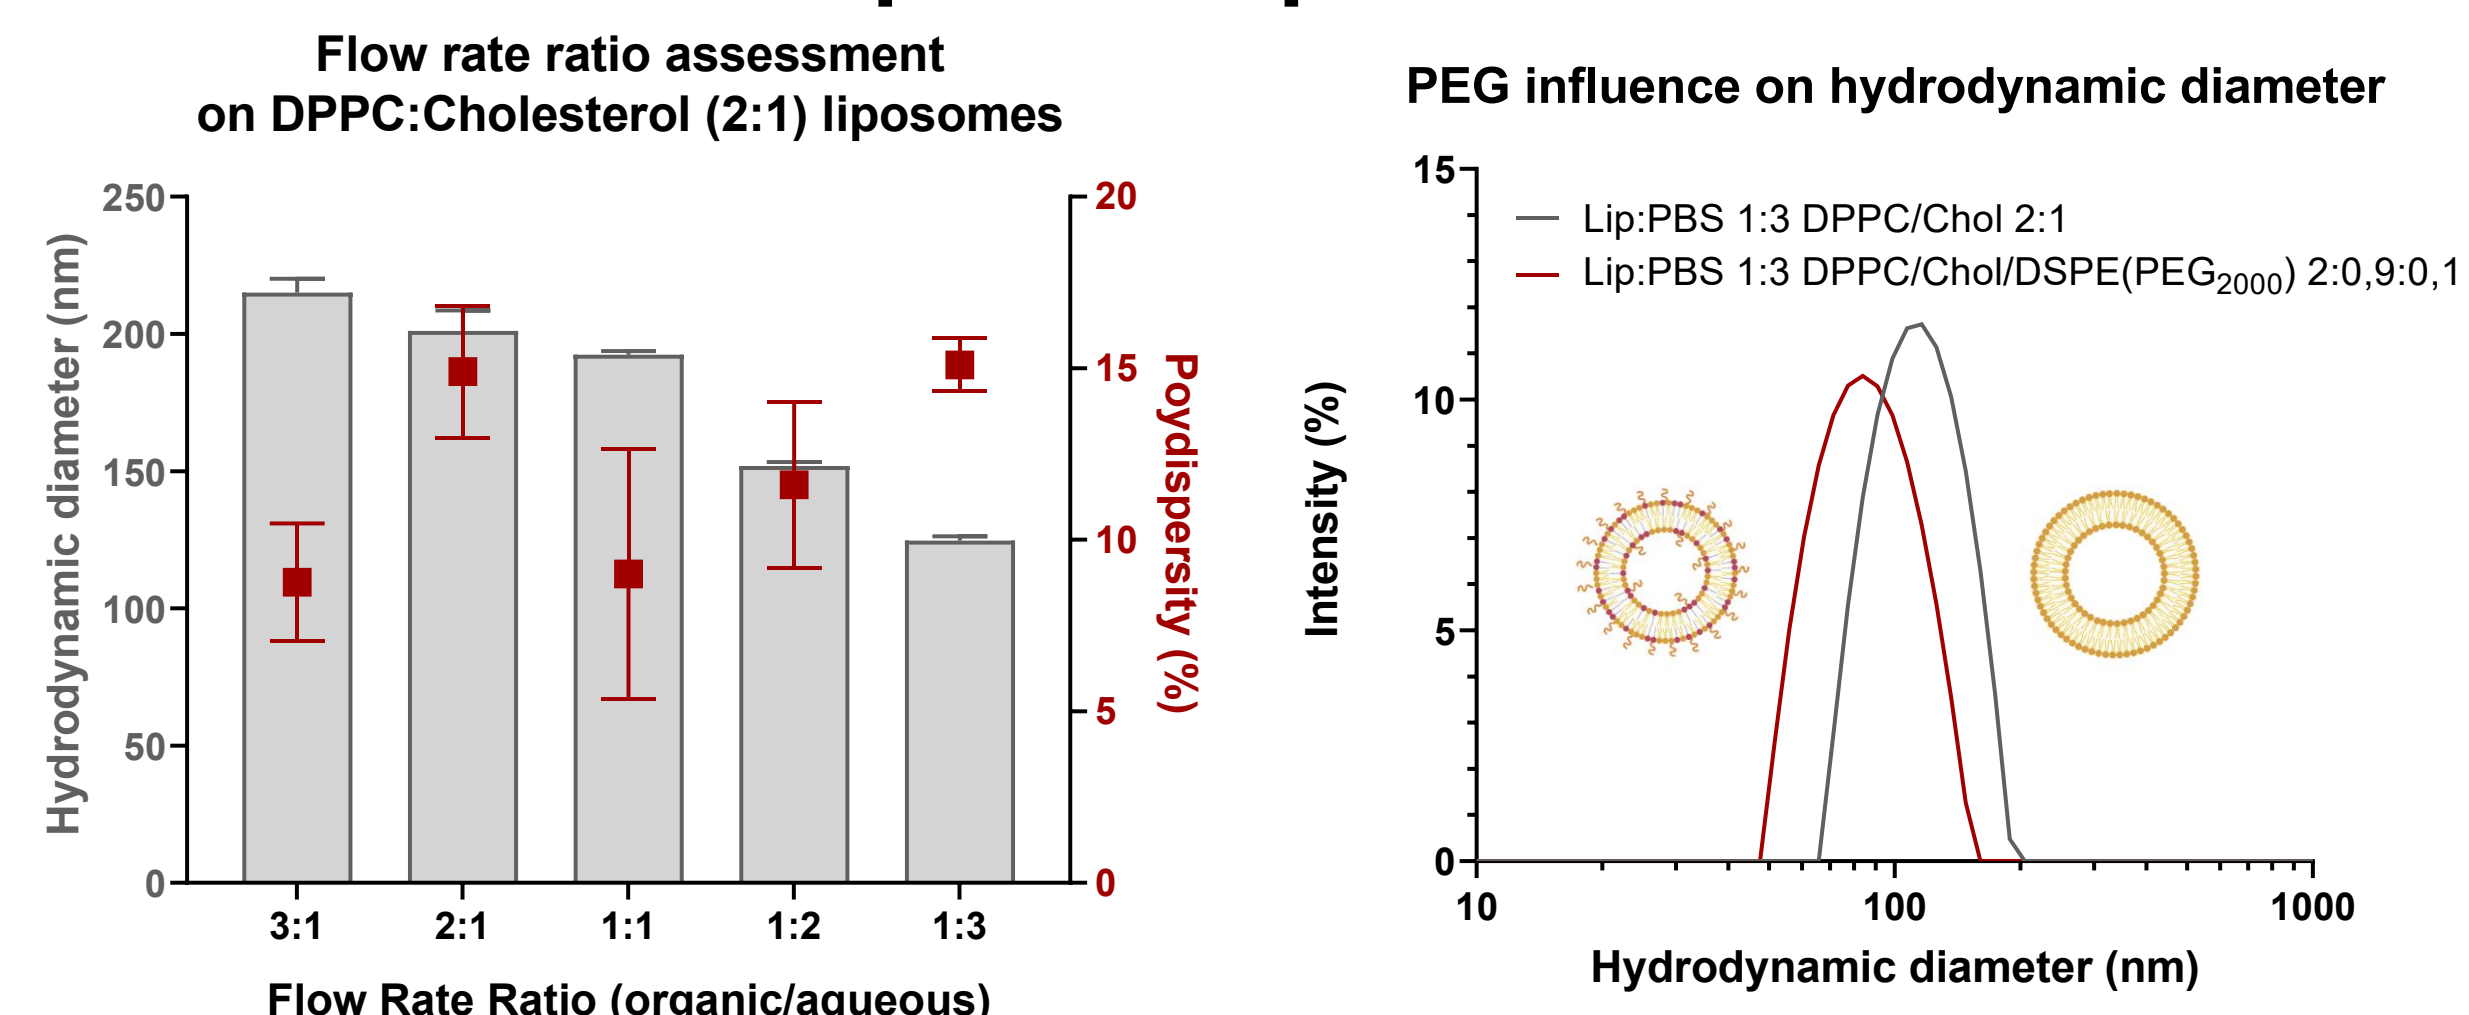 Flow rate ratio assessment
on DPPC:Cholesterol (2:1) liposomes
250
200
150
100
50
0
Hydrodynamic diameter (nm)
20
15
10
5
0
Poydispersity (%)
3:1 2:1 1:1 1:2 1:3
Flow Rate Ratio (organic/aqueous)
PEG influence on hydrodynamic diameter
15
10
5
0
Intensity (%)
Lip:PBS 1:3 DPPC/Chol 2:1
Lip:PBS 1:3 DPPC/Chol/DSPE(PEG2000) 2:0,9:0,1
10 100 1000
Hydrodynamic diameter (nm)